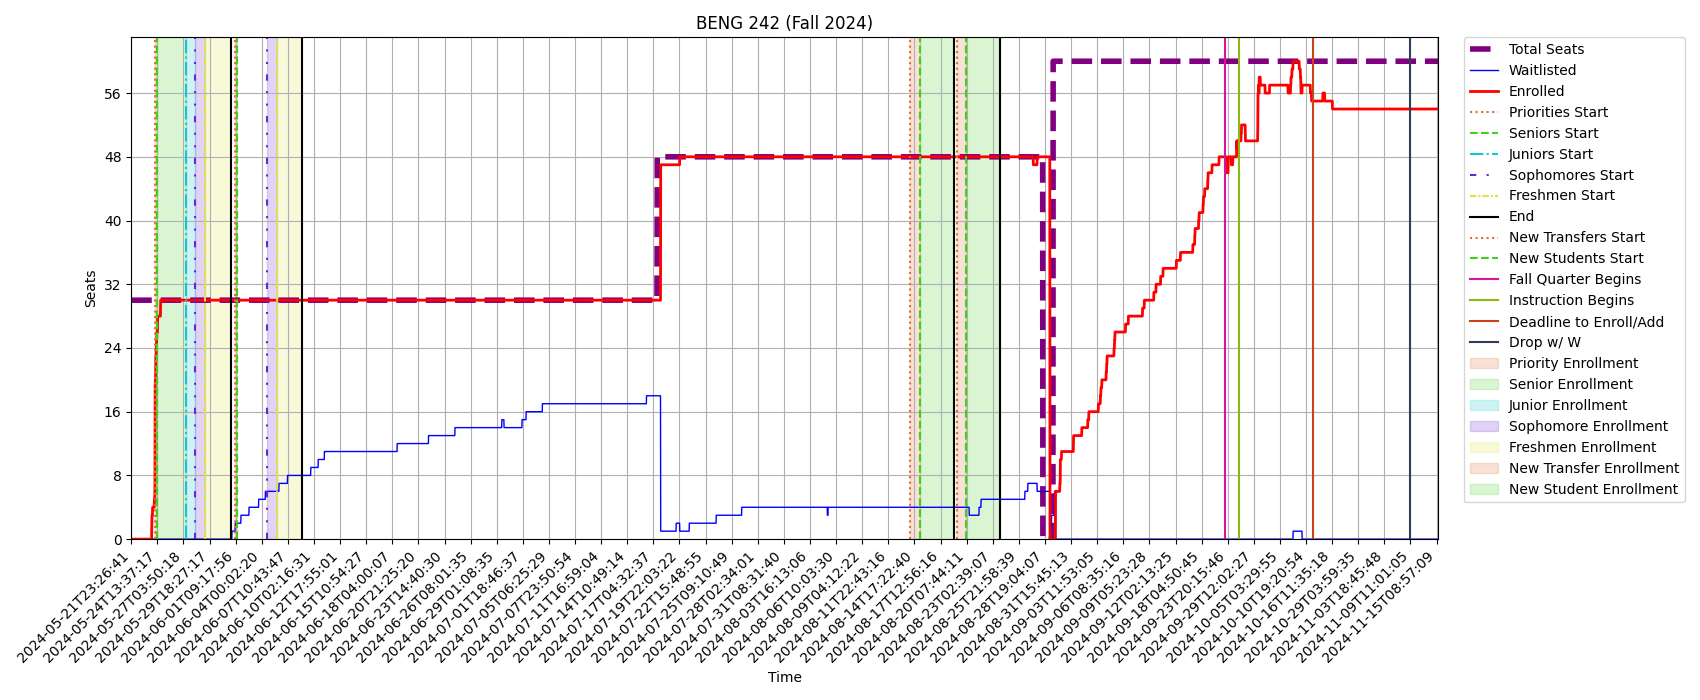 BENG 242 (Fall 2024)
Seats
56
48
40
32
24
16
8
0
2024-05-21T23:26:41
2024-05-24T13:37:17
2024-05-27T03:50:18
2024-05-29T18:27:17
2024-06-01T09:17:56
2024-06-04T00:02:20
2024-06-07T10:43:47
2024-06-10T02:16:31
2024-06-12T17:55:01
2024-06-15T10:54:27
2024-06-18T04:00:07
2024-06-20T21:25:20
2024-06-23T14:40:30
2024-06-26T08:01:35
2024-06-29T01:08:35
2024-07-01T18:46:37
2024-07-05T06:25:29
2024-07-07T23:50:54
2024-07-11T16:59:04
2024-07-14T10:49:14
2024-07-17T04:32:37
2024-07-19T22:03:22
2024-07-22T15:48:55
2024-07-25T09:10:49
2024-07-28T02:34:01
2024-07-31T08:31:40
2024-08-03T16:13:06
2024-08-06T10:03:30
2024-08-09T04:12:22
2024-08-11T22:43:16
2024-08-14T17:22:40
2024-08-17T12:56:16
2024-08-20T07:44:11
2024-08-23T02:39:07
2024-08-25T21:58:39
2024-08-28T19:04:07
2024-08-31T15:45:13
2024-09-03T11:53:05
2024-09-06T08:35:16
2024-09-09T05:23:28
2024-09-12T02:13:25
2024-09-18T04:50:45
2024-09-23T20:15:46
2024-09-29T12:02:27
2024-10-05T03:29:55
2024-10-10T19:20:54
2024-10-16T11:35:18
2024-10-29T03:59:35
2024-11-03T18:45:48
2024-11-09T11:01:05
2024-11-15T08:57:09
Time
Total Seats
Waitlisted
Enrolled
Priorities Start
Seniors Start
Juniors Start
Sophomores Start
Freshmen Start
End
New Transfers Start
New Students Start
Fall Quarter Begins
Instruction Begins
Deadline to Enroll/Add
Drop w/ W
Priority Enrollment
Senior Enrollment
Junior Enrollment
Sophomore Enrollment
Freshmen Enrollment
New Transfer Enrollment
New Student Enrollment